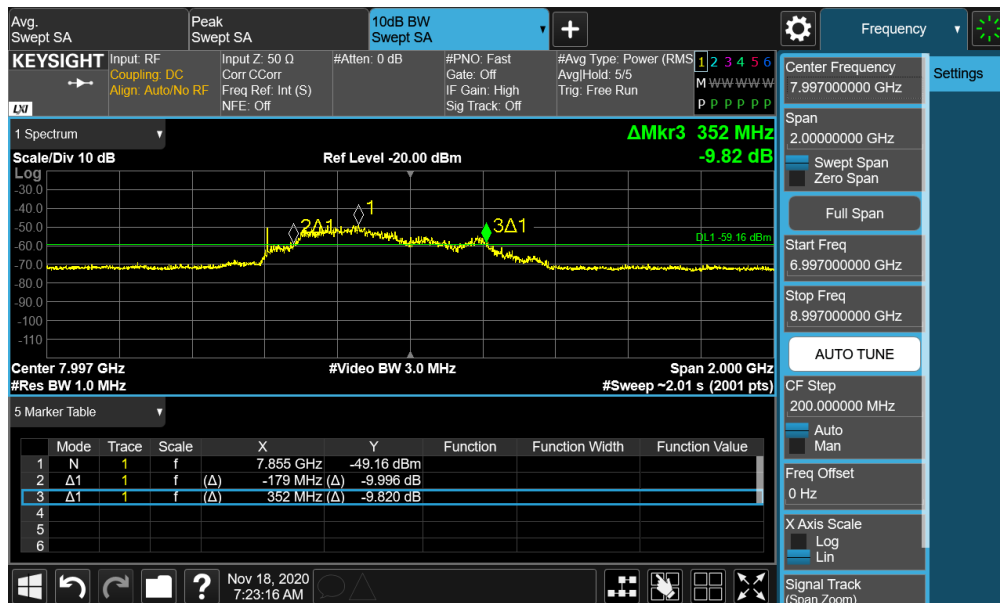 Avg.
Swept SA
Peak
Swept SA
10dB BW
Swept SA
Frequency
KEYSIGHT
LXI
Input: RF
Coupling: DC
Align: Auto/No RF
Input Z: 50 Ω
Corr CCorr
Freq Ref: Int (S)
NFE: Off
#Atten: 0 dB
#PNO: Fast
Gate: Off
IF Gain: High
Sig Track: Off
#Avg Type: Power (RMS
Avg|Hold: 5/5
Trig: Free Run
1 2 3 4 5 6
M W W W W W
P P P P P P
1 Spectrum
Scale/Div 10 dB
Ref Level -20.00 dBm
ΔMkr3 352 MHz
-9.82 dB
Log
-30.0
-40.0
-50.0
-60.0
-70.0
-80.0
-90.0
-100
-110
2Δ1
1
3Δ1
DL1 -59.16 dBm
Center 7.997 GHz
#Video BW 3.0 MHz
Span 2.000 GHz
#Res BW 1.0 MHz
#Sweep ~2.01 s (2001 pts)
5 Marker Table
Mode Trace Scale X Y Function Function Width Function Value
1 N 1 f 7.855 GHz -49.16 dBm
2 Δ1 1 f (Δ) -179 MHz (Δ) -9.996 dB
3 Δ1 1 f (Δ) 352 MHz (Δ) -9.820 dB
4
5
6
?
Nov 18, 2020
7:23:16 AM
Center Frequency
7.997000000 GHz
Span
2.00000000 GHz
Swept Span
Zero Span
Full Span
Start Freq
6.997000000 GHz
Stop Freq
8.997000000 GHz
AUTO TUNE
CF Step
200.000000 MHz
Auto
Man
Freq Offset
0 Hz
X Axis Scale
Log
Lin
Signal Track
(Span Zoom)
Settings